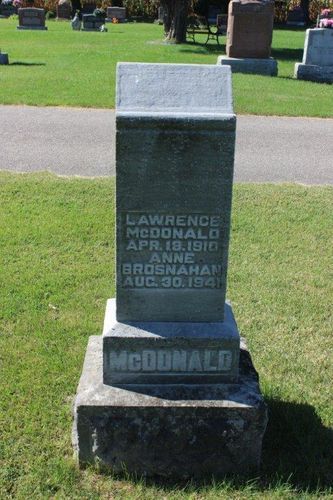 LAWRENCE
McDONALD
APR. 18. 1910
ANNE
BROSNAHAN
AUG. 30. 1941
McDONALD